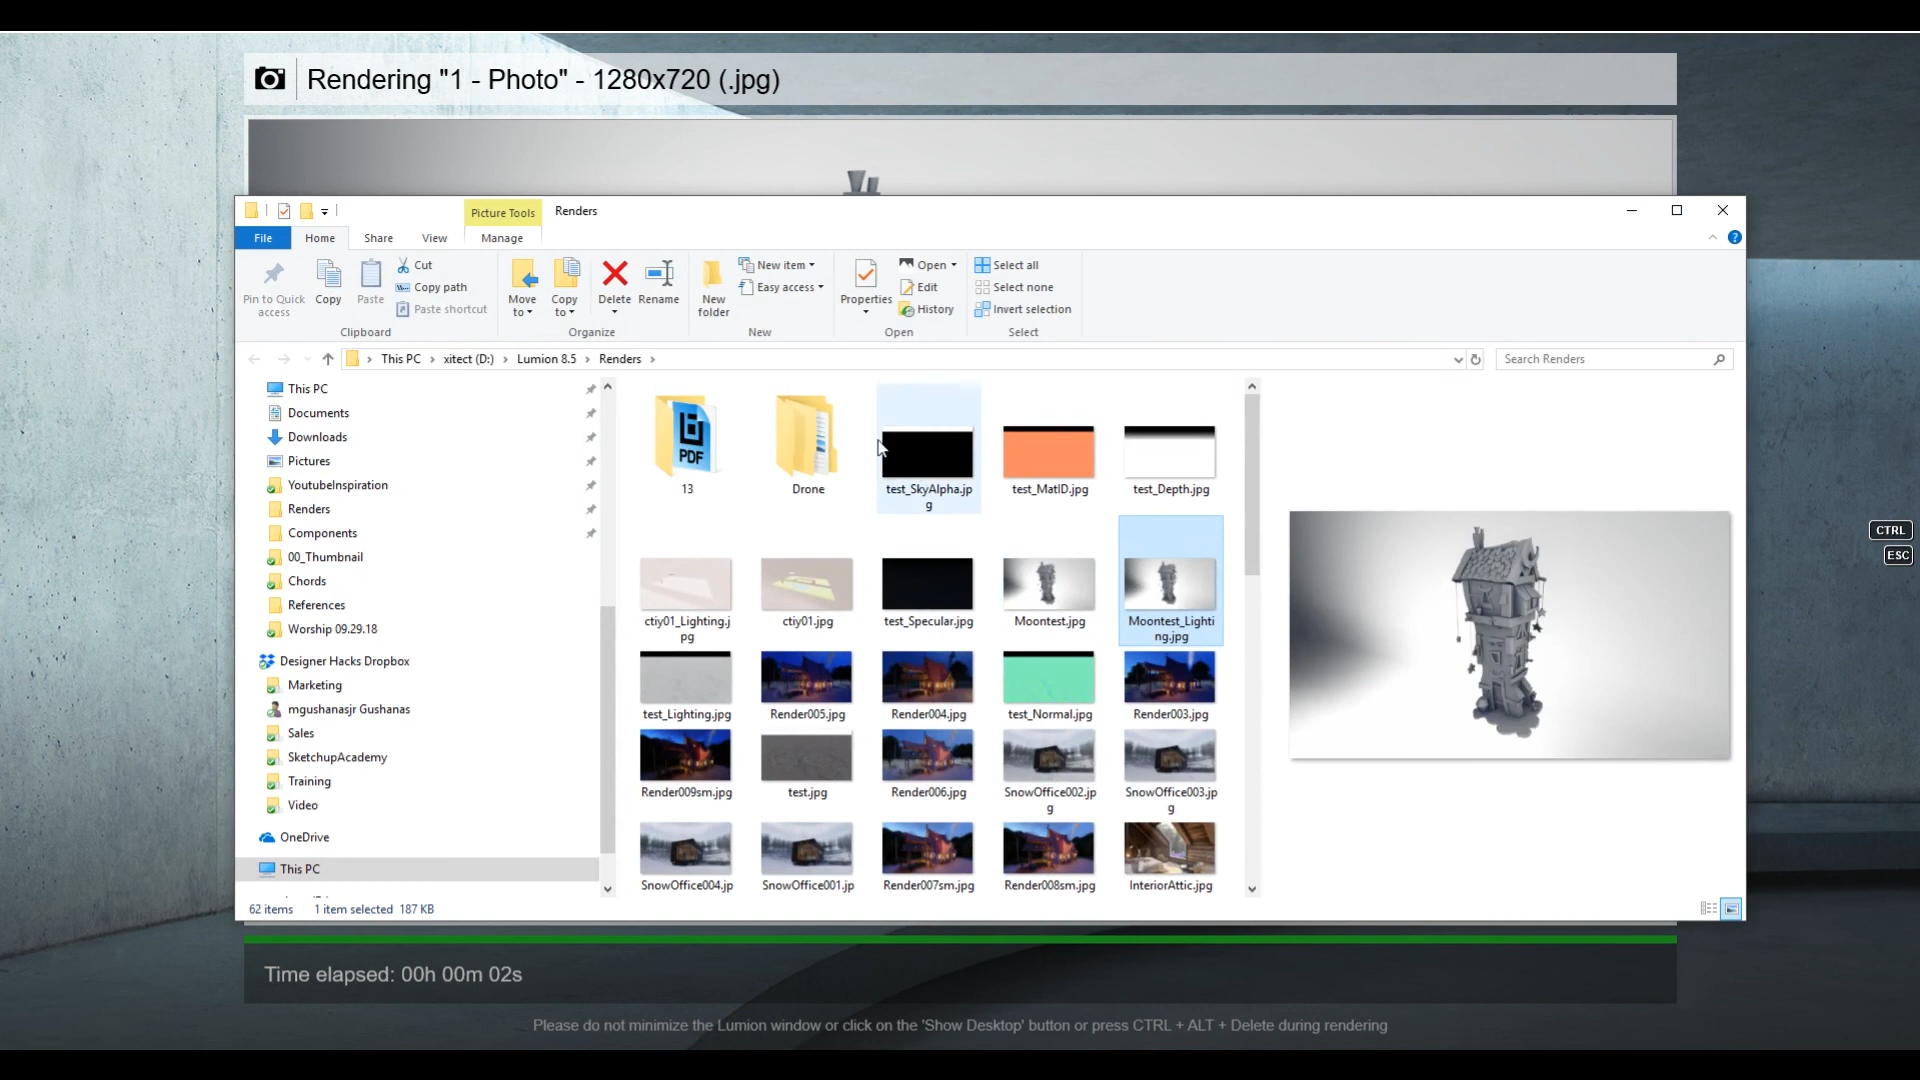 Rendering "1 - Photo" - 1280x720 (.jpg)
Picture Tools
Renders
File
Home
Share
View
Manage
Pin to Quick
access
Copy
Paste
Cut
Copy path
Paste shortcut
Clipboard
Move
to
Copy
to
Delete
Rename
Organize
New
folder
New item
Easy access
New
Properties
Open
Edit
History
Open
Select all
Select none
Invert selection
Select
This PC
xitect (D:)
Lumion 8.5
Renders
Search Renders
This PC
Documents
Downloads
Pictures
YoutubeInspiration
Renders
Components
00_Thumbnail
Chords
References
Worship 09.29.18
Designer Hacks Dropbox
Marketing
mgushanasjr Gushanas
Sales
SketchupAcademy
Training
Video
OneDrive
This PC
PDF
13
Drone
test_SkyAlpha.jp
g
test_MatID.jpg
test_Depth.jpg
ctiy01_Lighting.j
pg
ctiy01.jpg
test_Specular.jpg
Moontest.jpg
Moontest_Lighti
ng.jpg
test_Lighting.jpg
Render005.jpg
Render004.jpg
test_Normal.jpg
Render003.jpg
Render009sm.jpg
test.jpg
Render006.jpg
SnowOffice002.jp
g
SnowOffice003.jp
g
SnowOffice004.jp
SnowOffice001.jp
Render007sm.jpg
Render008sm.jpg
InteriorAttic.jpg
62 items
1 item selected 187 KB
CTRL
ESC
Time elapsed: 00h 00m 02s
Please do not minimize the Lumion window or click on the 'Show Desktop' button or press CTRL + ALT + Delete during rendering